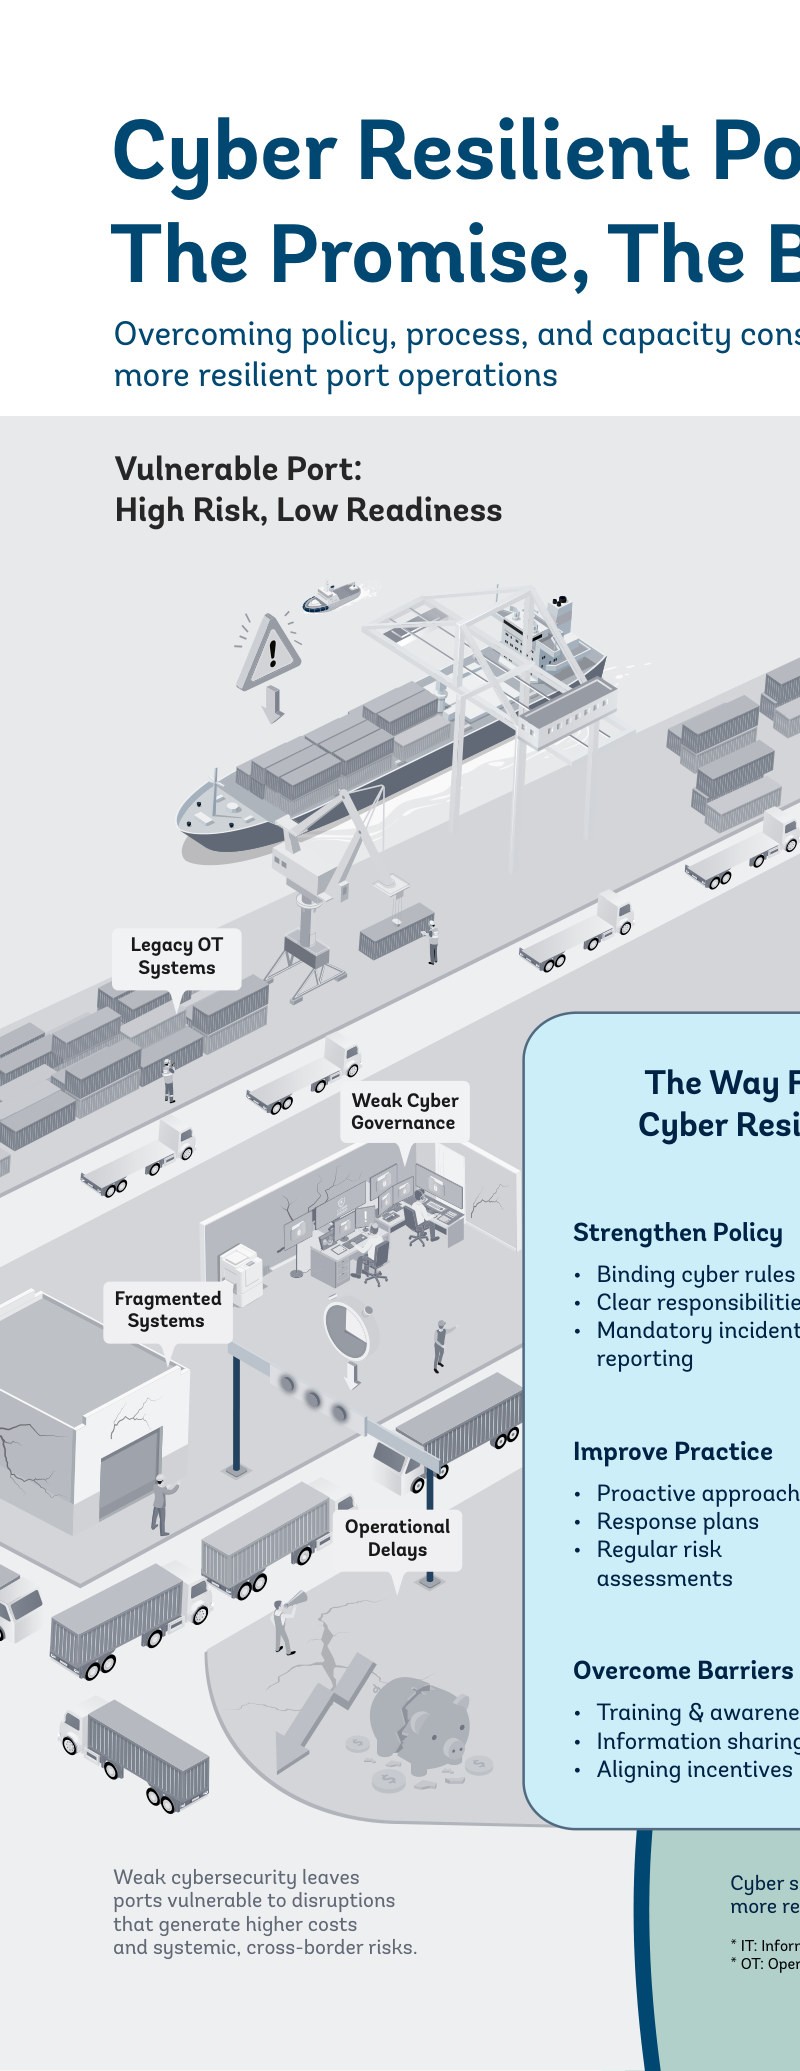 Cyber Resilient Po
The Promise, The B
Overcoming policy, process, and capacity cons
more resilient port operations
Vulnerable Port:
High Risk, Low Readiness
Legacy OT
Systems
Weak Cyber
Governance
Fragmented
Systems
Operational
Delays
The Way F
Cyber Resi
Strengthen Policy
• Binding cyber rules
• Clear responsibilitie
• Mandatory incident
reporting
Improve Practice
• Proactive approach
• Response plans
• Regular risk
assessments
Overcome Barriers
• Training & awarene
• Information sharing
• Aligning incentives
Weak cybersecurity leaves
ports vulnerable to disruptions
that generate higher costs
and systemic, cross-border risks.
Cyber s
more re
* IT: Inforr
* OT: Oper